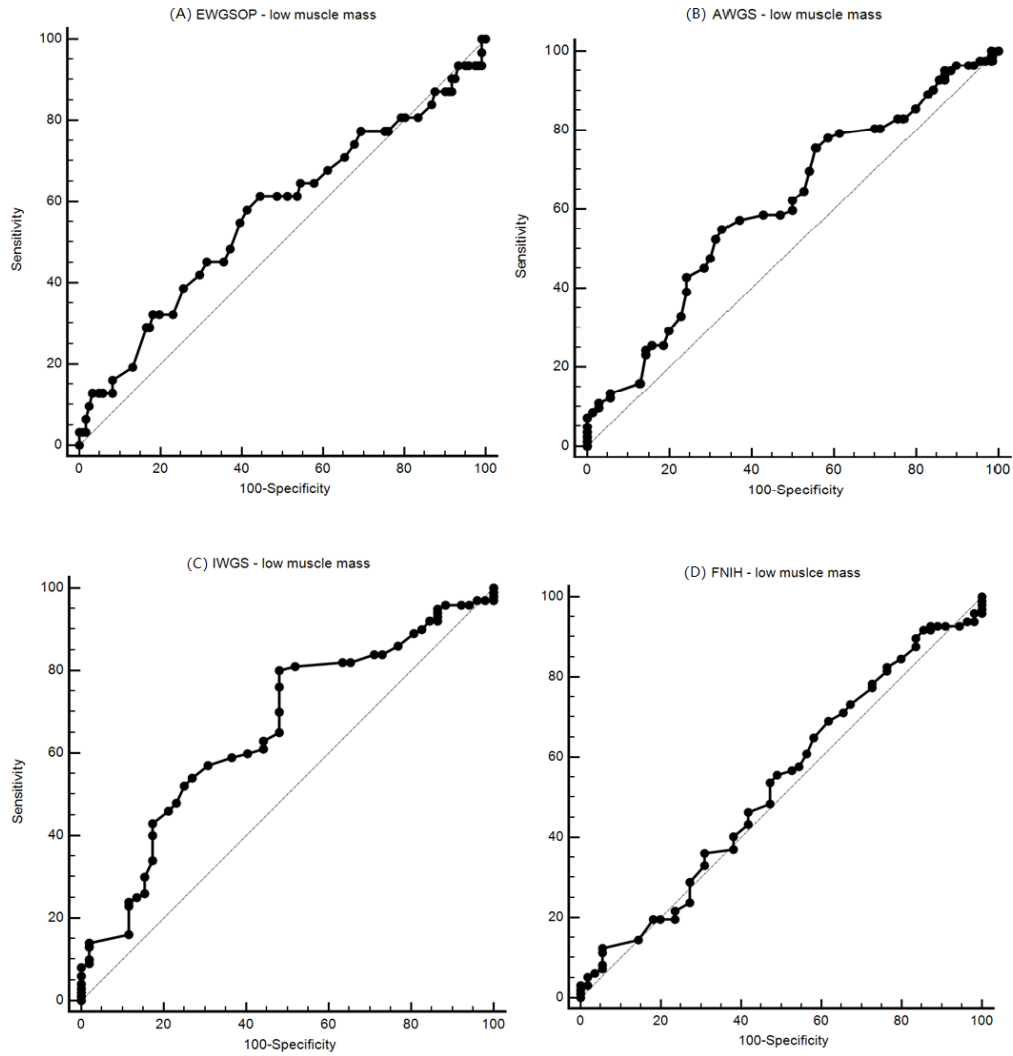 (A) EWGSOP - low muscle mass
100
80
60
40
20
0
Sensitivity
0 20 40 60 80 100
100-Specificity
(B) AWGS - low muscle mass
100
80
60
40
20
0
Sensitivity
0 20 40 60 80 100
100-Specificity
(C) IWGS - low muscle mass
100
80
60
40
20
0
Sensitivity
0 20 40 60 80 100
100-Specificity
(D) FNIH - low muslce mass
100
80
60
40
20
0
Sensitivity
0 20 40 60 80 100
100-Specificity